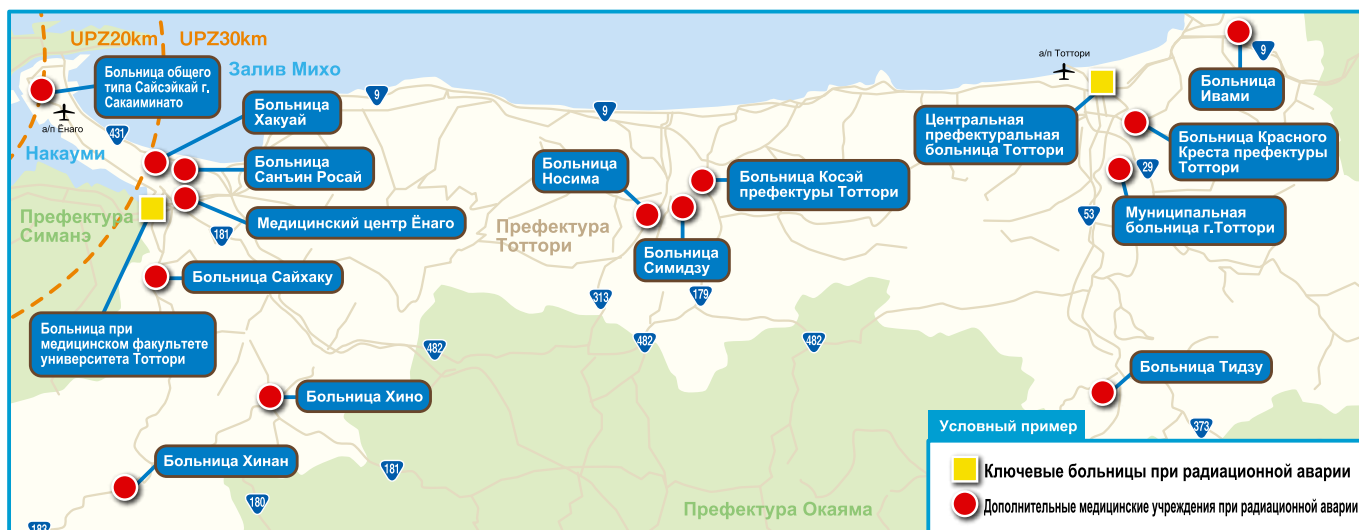 UPZ20km
UPZ30km
Больница общего
типа Сайсэйкай г,
Сакаиминато
Залив Михо
а/п Ёнаго
431
Накауми
Больница
Хакуай
Больница
Санъин Росай
Медицинский центр Ёнаго
9
9
Префектура
Симанэ
181
Больница Сайхаку
Больница при
медицинском факультете
университета Тоттори
Префектура
Тоттори
Больница
Носима
Больница Косэй
префектуры Тоттори
Больница
Симидзу
313
179
482
482
482
Больница Хино
Больница Хинан
181
180
183
Префектура Окаяма
а/п Тоттори
Центральная
префектуральная
больница Тоттори
9
Больница
Ивами
Больница Красного
Креста префектуры
Тоттори
29
53
Муниципальная
больница г.Тоттори
Больница Тидзу
373
Условный пример
Ключевые больницы при радиационной аварии
Дополнительные медицинские учреждения при радиационной аварии